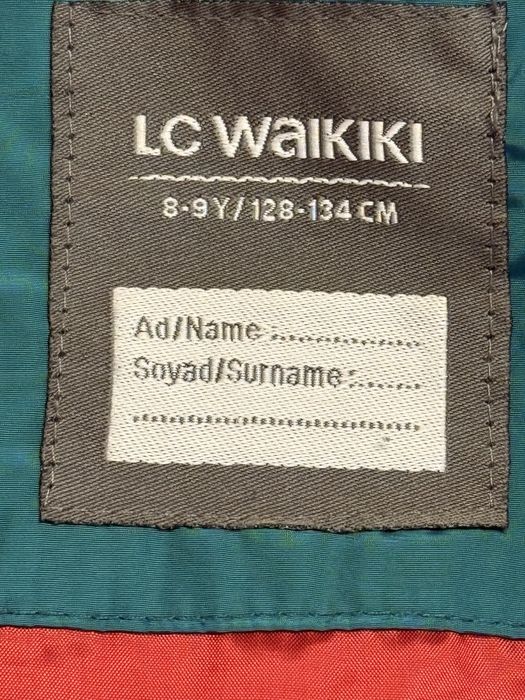 LC WaiKIKI
8-9 Y/128-134 CM
Ad/Name :...............
Soyad/Surname :.......
..............................